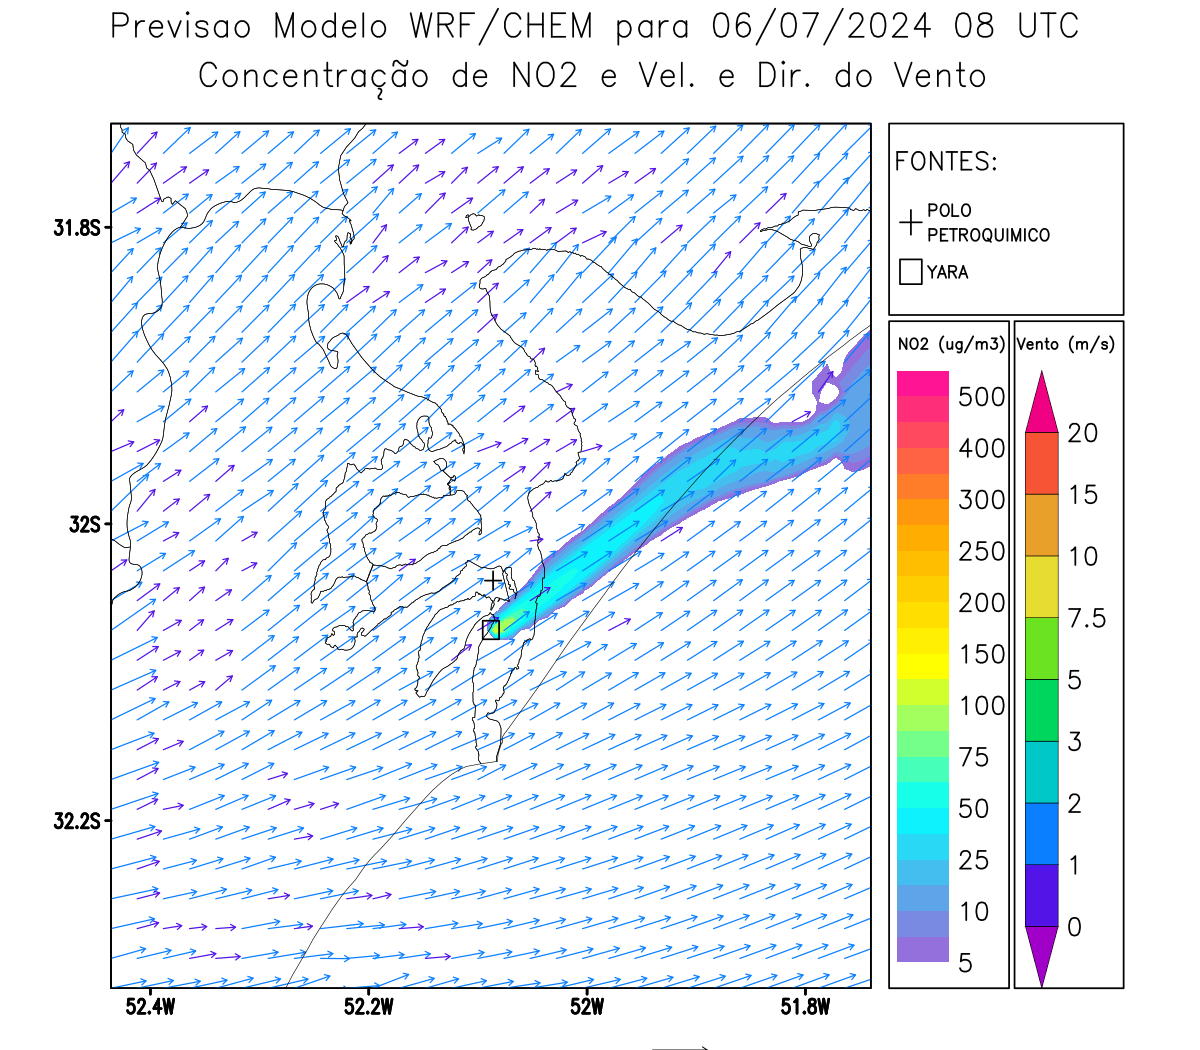 Previsao Modelo WRF/CHEM para 06/07/2024 08 UTC
Concentração de NO2 e Vel. e Dir. do Vento
FONTES:
POLO
PETROQUIMICO
YARA
NO2 (ug/m3)
500
400
300
250
200
150
100
75
50
25
10
5
Vento (m/s)
20
15
10
7.5
5
3
2
1
0
31.8S
32S
32.2S
52.4W 52.2W 52W 51.8W